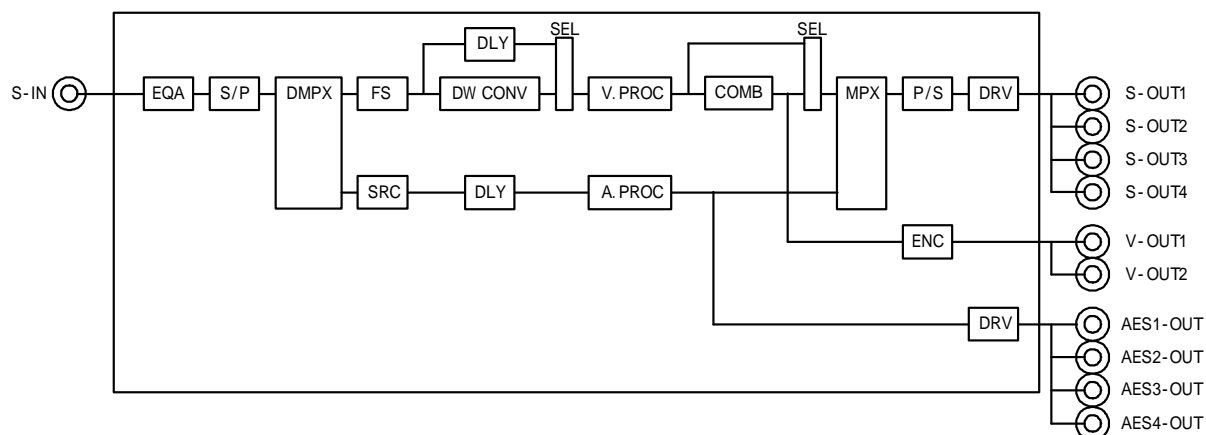 SEL
SEL
DLY
S-IN
EQA
S/P
DMPX
FS
DW CONV
V. PROC
COMB
MPX
P/S
DRV
S-OUT1
S-OUT2
S-OUT3
SRC
DLY
A. PROC
S-OUT4
ENC
V-OUT1
V-OUT2
DRV
AES1-OUT
AES2-OUT
AES3-OUT
AES4-OUT